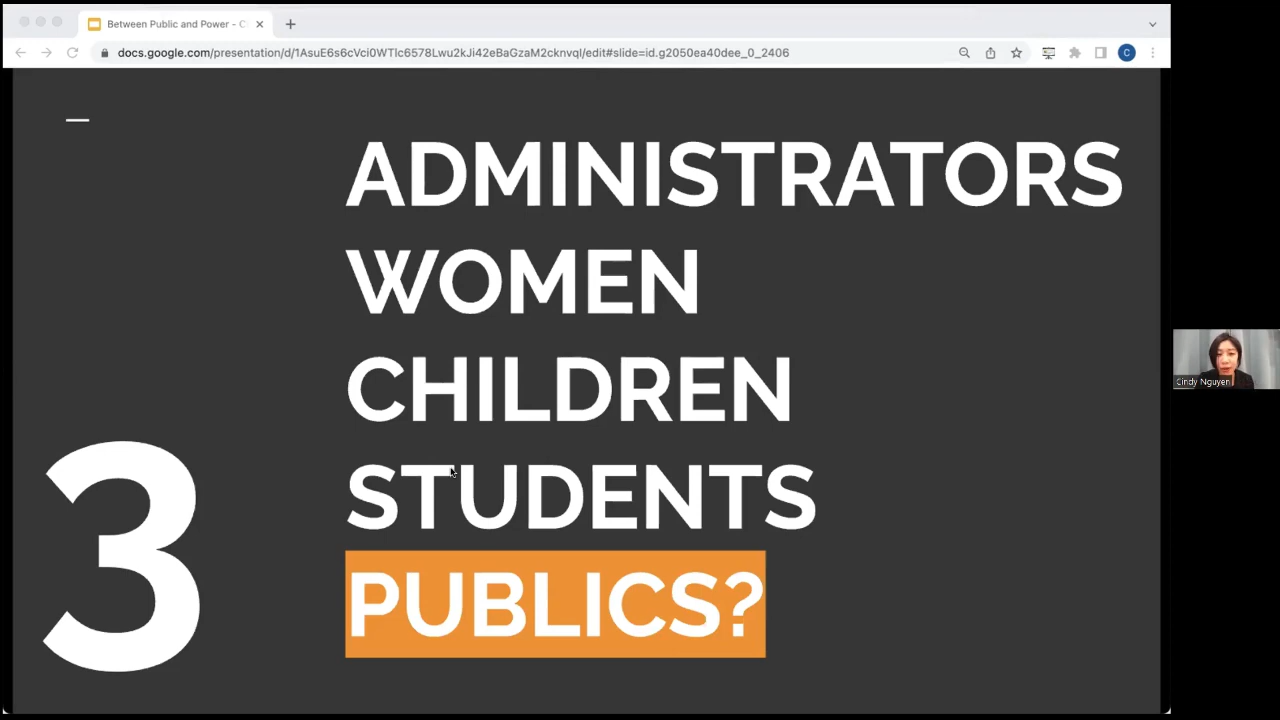 Between Public and Power - C
docs.google.com/presentation/d/1AsuE6s6cVci0WTIc6578Lwu2kJi42eBaGzaM2cknvqI/edit#slide=id.g2050ea40dee_0_2406
C
ADMINISTRATORS
WOMEN
CHILDREN
STUDENTS
PUBLICS?
3
Cindy Nguyen